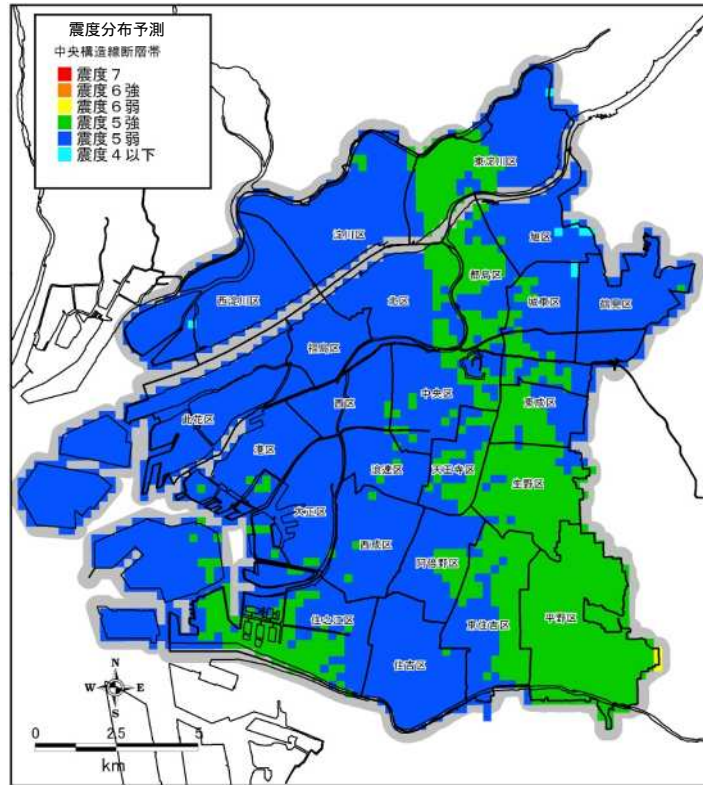 震度分布予測
中央構造線断層帯
震度7
震度6強
震度6弱
震度5強
震度5弱
震度4以下
東淀川区
淀川区
旭区
都島区
西淀川区
北区
城東区
鶴見区
福島区
中央区
此花区
西区
東成区
港区
浪速区
天王寺区
生野区
大正区
西成区
阿倍野区
平野区
住之江区
東住吉区
住吉区
N
W E
S
0 2.5 5
km